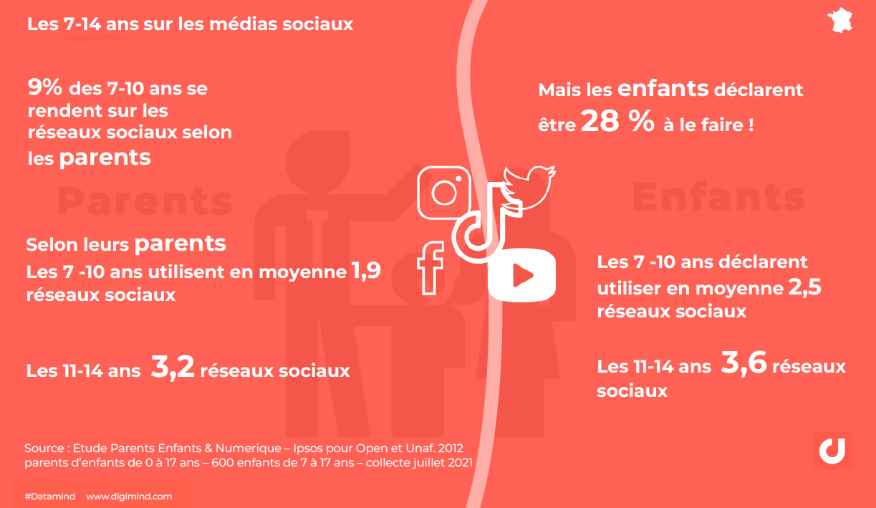 Les 7-14 ans sur les médias sociaux
9% des 7-10 ans se
rendent sur les
réseaux sociaux selon
les parents
Mais les enfants déclarent
être 28 % à le faire !
Parents
Enfants
Selon leurs parents
Les 7 -10 ans utilisent en moyenne 1,9
réseaux sociaux
Les 7 -10 ans déclarent
utiliser en moyenne 2,5
réseaux sociaux
Les 11-14 ans 3,2 réseaux sociaux
Les 11-14 ans 3,6 réseaux
sociaux
Source : Etude Parents Enfants & Numerique – Ipsos pour Open et Unaf. 2012
parents d'enfants de 0 à 17 ans – 600 enfants de 7 à 17 ans – collecte juillet 2021
#Datamind www.digimind.com